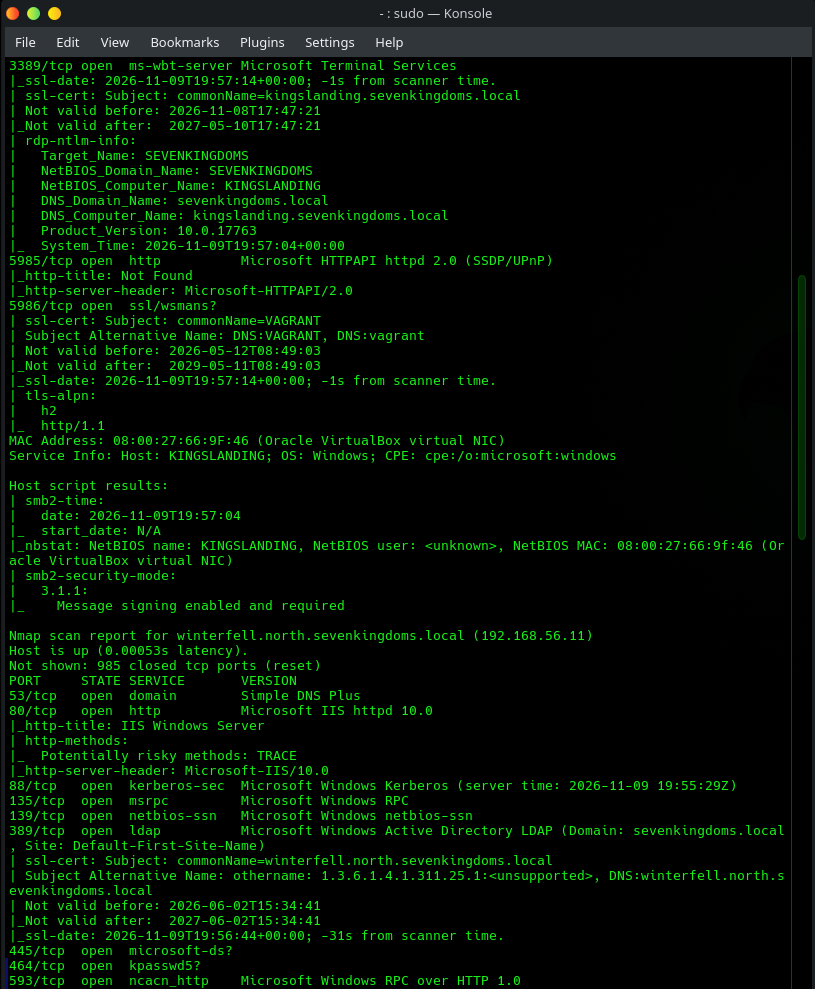 - : sudo — Konsole
File Edit View Bookmarks Plugins Settings Help
3389/tcp open  ms-wbt-server Microsoft Terminal Services
|_ssl-date: 2026-11-09T19:57:14+00:00; -1s from scanner time.
| ssl-cert: Subject: commonName=kingslanding.sevenkingdoms.local
| Not valid before: 2026-11-08T17:47:21
|_Not valid after:  2027-05-10T17:47:21
| rdp-ntlm-info:
|   Target_Name: SEVENKINGDOMS
|   NetBIOS_Domain_Name: SEVENKINGDOMS
|   NetBIOS_Computer_Name: KINGSLANDING
|   DNS_Domain_Name: sevenkingdoms.local
|   DNS_Computer_Name: kingslanding.sevenkingdoms.local
|   Product_Version: 10.0.17763
|_  System_Time: 2026-11-09T19:57:04+00:00
5985/tcp open  http          Microsoft HTTPAPI httpd 2.0 (SSDP/UPnP)
|_http-title: Not Found
|_http-server-header: Microsoft-HTTPAPI/2.0
5986/tcp open  ssl/wsmans?
| ssl-cert: Subject: commonName=VAGRANT
| Subject Alternative Name: DNS:VAGRANT, DNS:vagrant
| Not valid before: 2026-05-12T08:49:03
|_Not valid after:  2029-05-11T08:49:03
|_ssl-date: 2026-11-09T19:57:14+00:00; -1s from scanner time.
| tls-alpn:
|   h2
|_  http/1.1
MAC Address: 08:00:27:66:9F:46 (Oracle VirtualBox virtual NIC)
Service Info: Host: KINGSLANDING; OS: Windows; CPE: cpe:/o:microsoft:windows

Host script results:
| smb2-time:
|   date: 2026-11-09T19:57:04
|_  start_date: N/A
|_nbstat: NetBIOS name: KINGSLANDING, NetBIOS user: <unknown>, NetBIOS MAC: 08:00:27:66:9f:46 (Or
acle VirtualBox virtual NIC)
| smb2-security-mode:
|   3.1.1:
|_    Message signing enabled and required

Nmap scan report for winterfell.north.sevenkingdoms.local (192.168.56.11)
Host is up (0.00053s latency).
Not shown: 985 closed tcp ports (reset)
PORT     STATE SERVICE       VERSION
53/tcp   open  domain        Simple DNS Plus
80/tcp   open  http          Microsoft IIS httpd 10.0
|_http-title: IIS Windows Server
| http-methods:
|_  Potentially risky methods: TRACE
|_http-server-header: Microsoft-IIS/10.0
88/tcp   open  kerberos-sec  Microsoft Windows Kerberos (server time: 2026-11-09 19:55:29Z)
135/tcp  open  msrpc         Microsoft Windows RPC
139/tcp  open  netbios-ssn   Microsoft Windows netbios-ssn
389/tcp  open  ldap          Microsoft Windows Active Directory LDAP (Domain: sevenkingdoms.local
, Site: Default-First-Site-Name)
| ssl-cert: Subject: commonName=winterfell.north.sevenkingdoms.local
| Subject Alternative Name: othername: 1.3.6.1.4.1.311.25.1:<unsupported>, DNS:winterfell.north.s
evenkingdoms.local
| Not valid before: 2026-06-02T15:34:41
|_Not valid after:  2027-06-02T15:34:41
|_ssl-date: 2026-11-09T19:56:44+00:00; -31s from scanner time.
445/tcp  open  microsoft-ds?
464/tcp  open  kpasswd5?
593/tcp  open  ncacn_http    Microsoft Windows RPC over HTTP 1.0